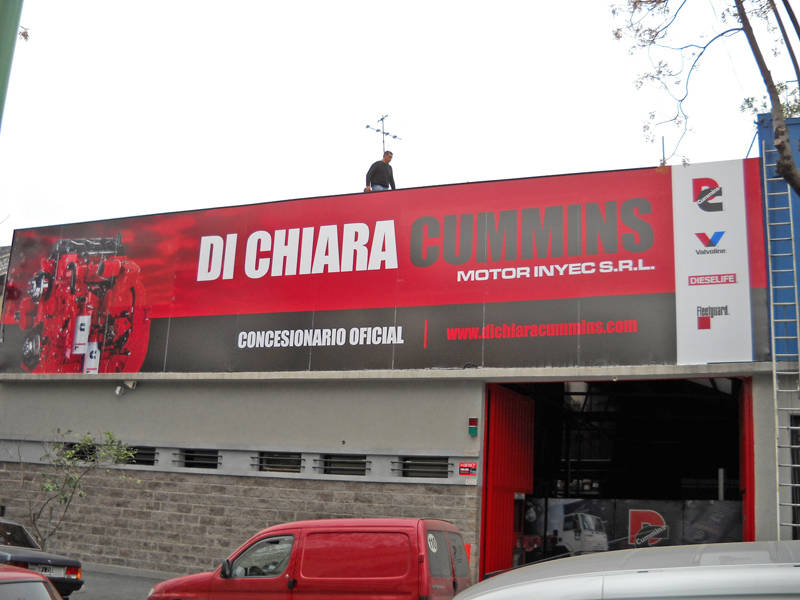 DI CHIARA CUMMINS
MOTOR INYEC S.R.L.
CONCESIONARIO OFICIAL | www.dichiaracummins.com
Valvoline
DIESELIFE
Fleetguard